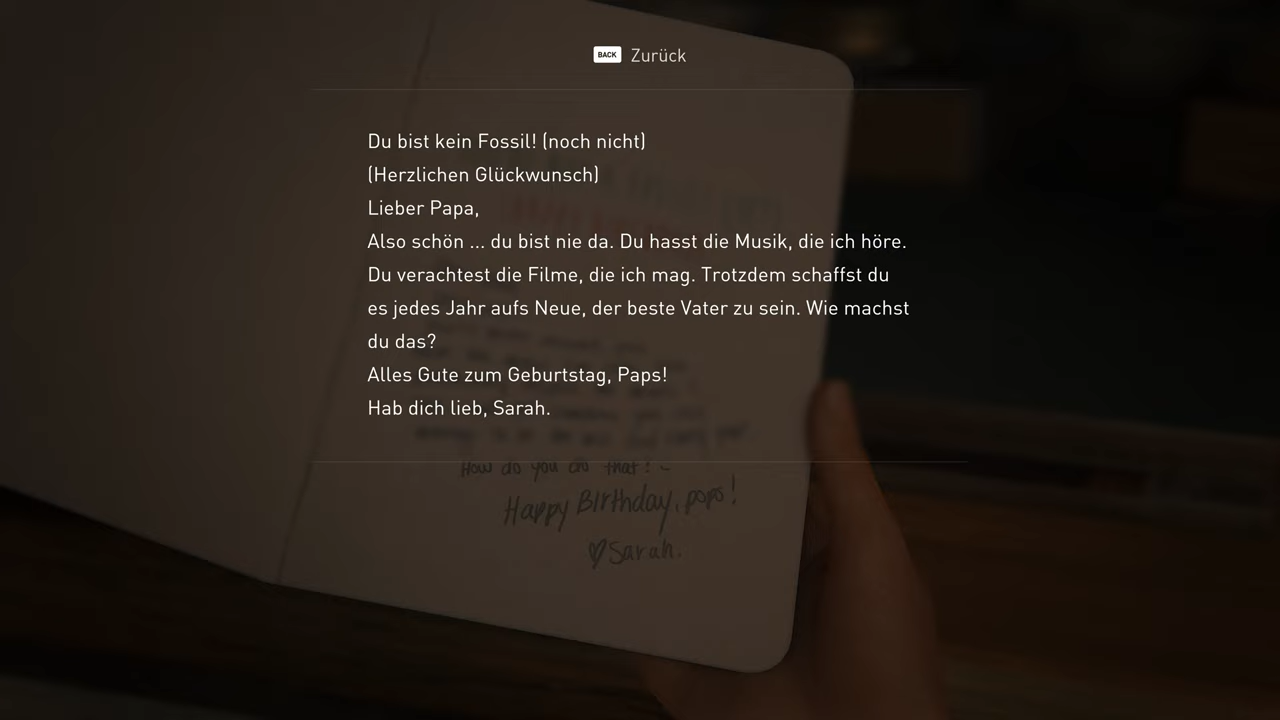 BACK Zurück
Du bist kein Fossil! (noch nicht)
(Herzlichen Glückwunsch)
Lieber Papa,
Also schön ... du bist nie da. Du hasst die Musik, die ich höre.
Du verachtest die Filme, die ich mag. Trotzdem schaffst du
es jedes Jahr aufs Neue, der beste Vater zu sein. Wie machst
du das?
Alles Gute zum Geburtstag, Paps!
Hab dich lieb, Sarah.
How do you do that? -
Happy Birthday, pops!
♡Sarah.